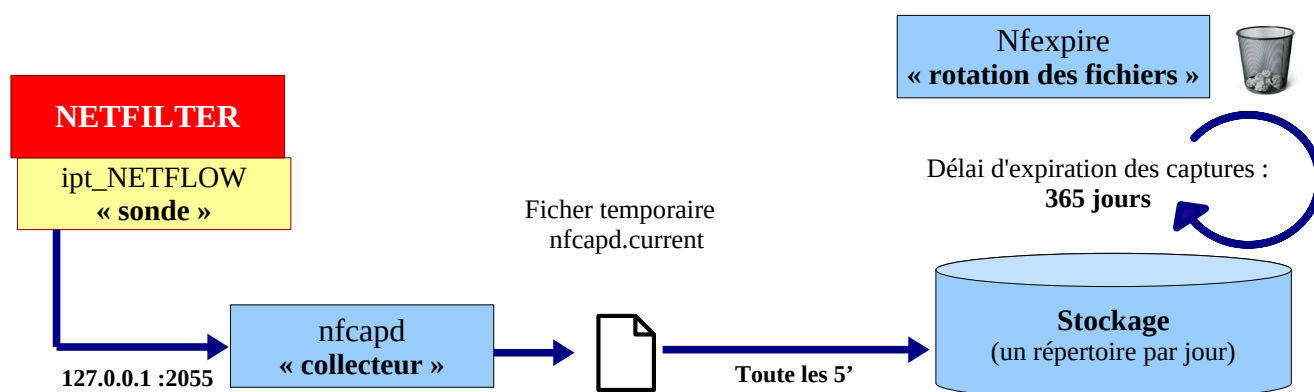 Nfexpire
« rotation des fichiers »
NETFILTER
ipt_NETFLOW
« sonde »
Délai d'expiration des captures :
365 jours
Ficher temporaire
nfcapd.current
nfcapd
« collecteur »
127.0.0.1 :2055
Toute les 5’
Stockage
(un répertoire par jour)